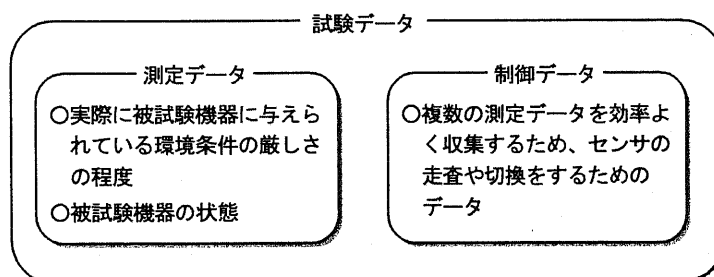 試験データ
測定データ
○実際に被試験機器に与えら
れている環境条件の厳しさ
の程度
○被試験機器の状態
制御データ
○複数の測定データを効率よ
く収集するため、センサの
走査や切換をするための
データ